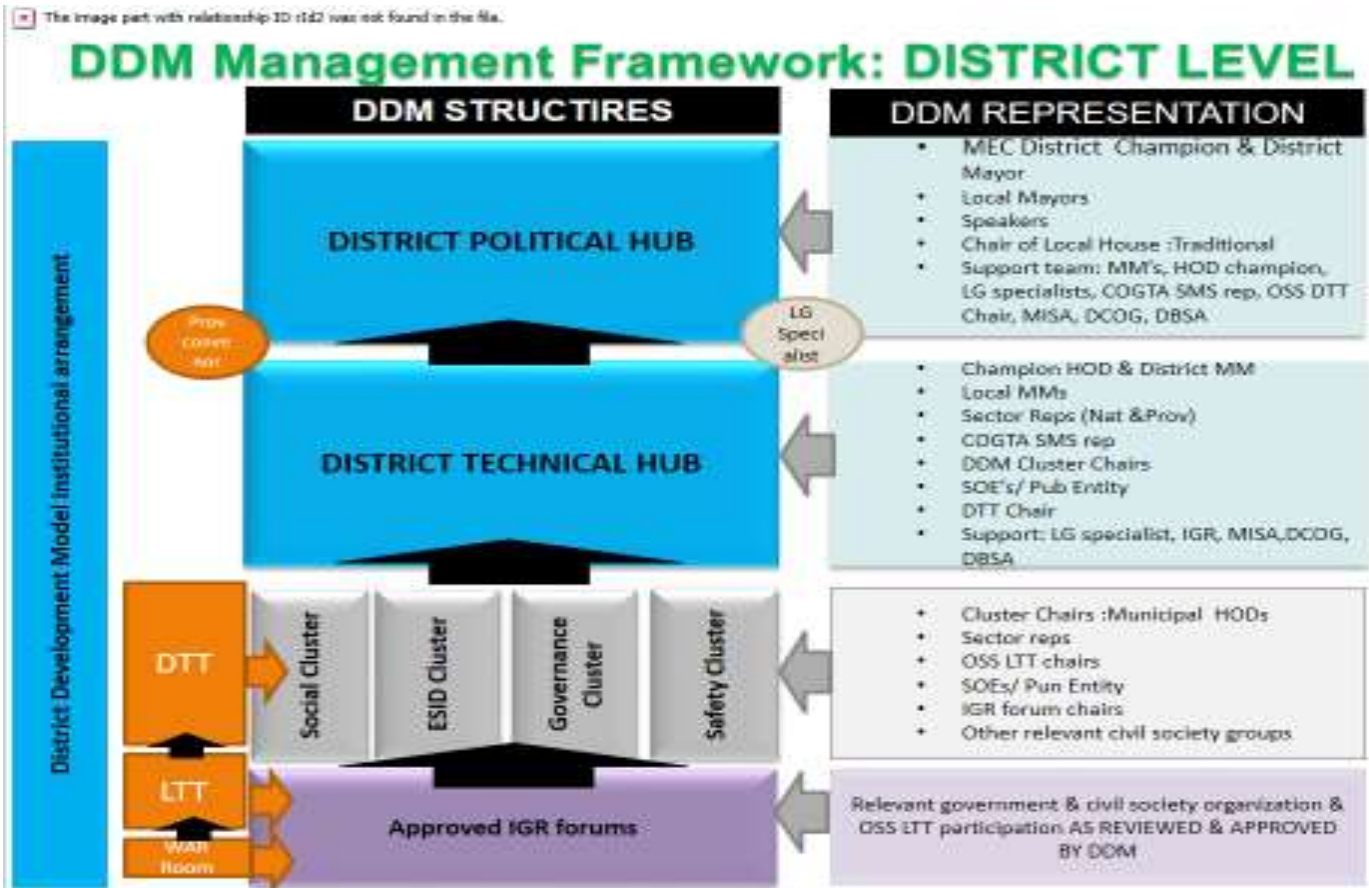 The image part with relationship ID rId2 was not found in the file.
DDM Management Framework: DISTRICT LEVEL
DDM STRUCTIRES
DDM REPRESENTATION
District Development Model Institutional arrangement
DISTRICT POLITICAL HUB
• MEC District Champion & District
Mayor
• Local Mayors
• Speakers
• Chair of Local House :Traditional
• Support team: MM's, HOD champion,
LG specialists, COGTA SMS rep, OSS DTT
Chair, MISA, DCOG, DBSA
Prov
conve
nor
LG
Speci
alist
DISTRICT TECHNICAL HUB
• Champion HOD & District MM
• Local MMs
• Sector Reps (Nat &Prov)
• COGTA SMS rep
• DDM Cluster Chairs
• SOE's/ Pub Entity
• DTT Chair
• Support: LG specialist, IGR, MISA,DCOG,
DBSA
DTT
Social Cluster
ESID Cluster
Governance
Cluster
Safety Cluster
• Cluster Chairs :Municipal HODs
• Sector reps
• OSS LTT chairs
• SOEs/ Pun Entity
• IGR forum chairs
• Other relevant civil society groups
LTT
WAR
Room
Approved IGR forums
Relevant government & civil society organization &
OSS LTT participation AS REVIEWED & APPROVED
BY DDM